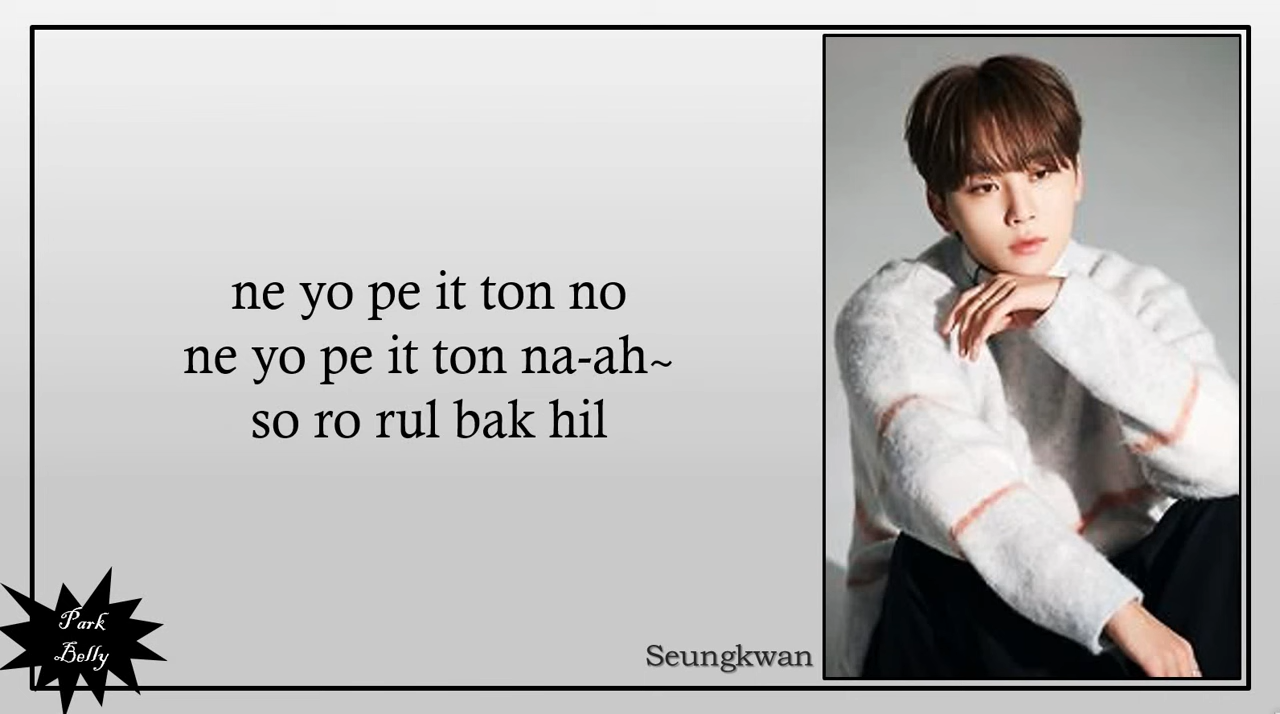 ne yo pe it ton no
ne yo pe it ton na-ah~
so ro rul bak hil
Seungkwan
Park
Belly